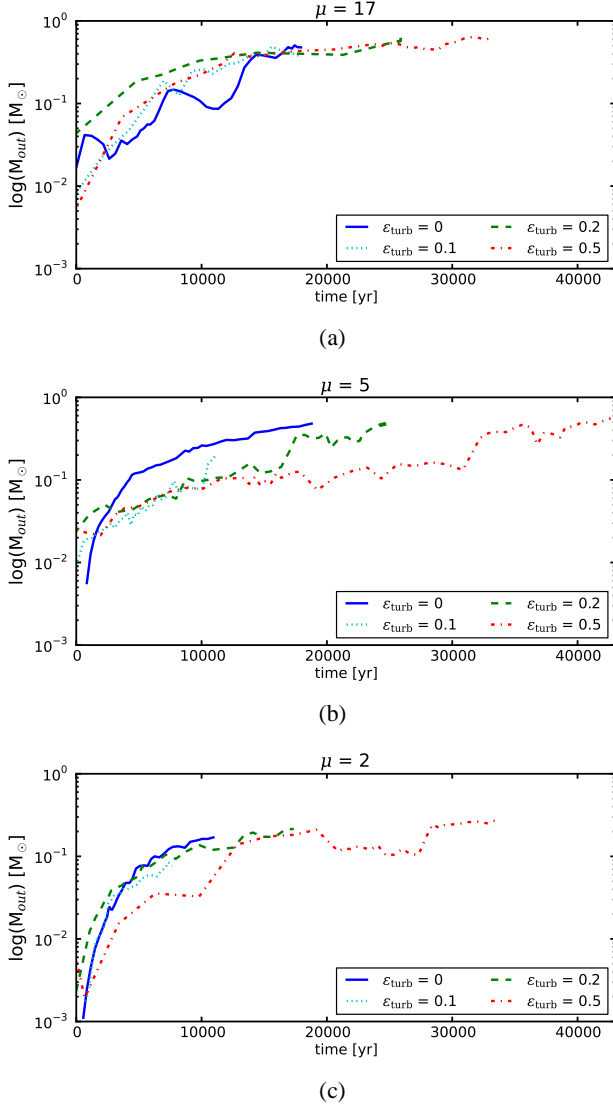 μ = 17
log(M_out) [M_⊙]
10^0
10^-1
10^-2
10^-3
ε_turb = 0
ε_turb = 0.1
ε_turb = 0.2
ε_turb = 0.5
0 10000 20000 30000 40000
time [yr]
(a)
μ = 5
log(M_out) [M_⊙]
10^0
10^-1
10^-2
10^-3
ε_turb = 0
ε_turb = 0.1
ε_turb = 0.2
ε_turb = 0.5
0 10000 20000 30000 40000
time [yr]
(b)
μ = 2
log(M_out) [M_⊙]
10^0
10^-1
10^-2
10^-3
ε_turb = 0
ε_turb = 0.1
ε_turb = 0.2
ε_turb = 0.5
0 10000 20000 30000 40000
time [yr]
(c)